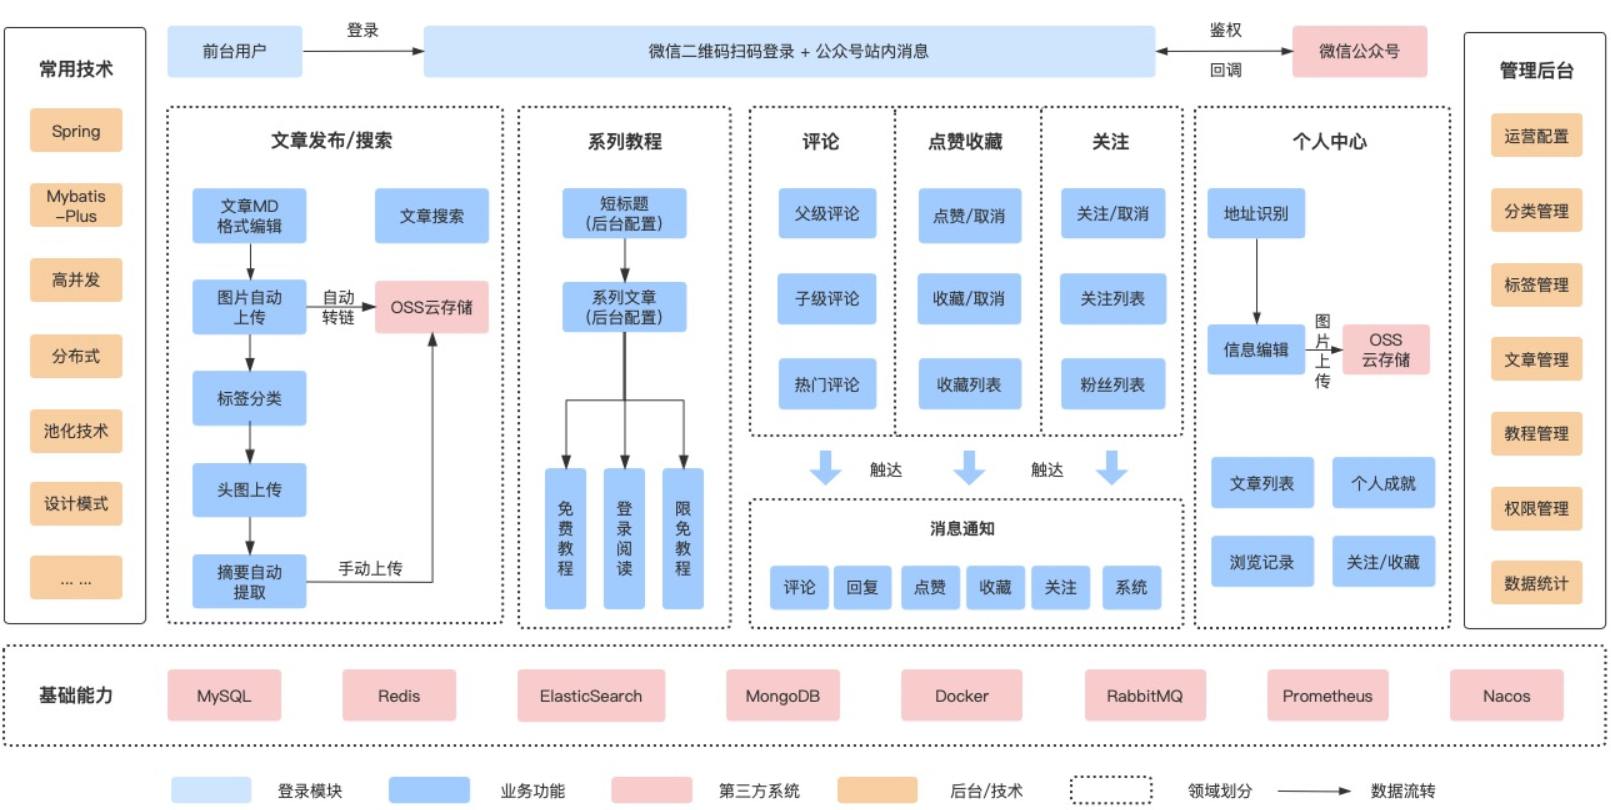 前台用户
登录
微信二维码扫码登录 + 公众号站内消息
鉴权
回调
微信公众号
常用技术
Spring
Mybatis
-Plus
高并发
分布式
池化技术
设计模式
... ...
文章发布/搜索
文章MD
格式编辑
文章搜索
图片自动
上传
自动
转链
OSS云存储
标签分类
头图上传
摘要自动
提取
手动上传
系列教程
短标题
(后台配置)
系列文章
(后台配置)
免费教程
登录阅读
限免教程
评论
父级评论
子级评论
热门评论
点赞收藏
点赞/取消
收藏/取消
收藏列表
关注
关注/取消
关注列表
粉丝列表
触达
触达
消息通知
评论
回复
点赞
收藏
关注
系统
个人中心
地址识别
信息编辑
图片上传
OSS
云存储
文章列表
个人成就
浏览记录
关注/收藏
管理后台
运营配置
分类管理
标签管理
文章管理
教程管理
权限管理
数据统计
基础能力
MySQL
Redis
ElasticSearch
MongoDB
Docker
RabbitMQ
Prometheus
Nacos
登录模块
业务功能
第三方系统
后台/技术
领域划分
数据流转